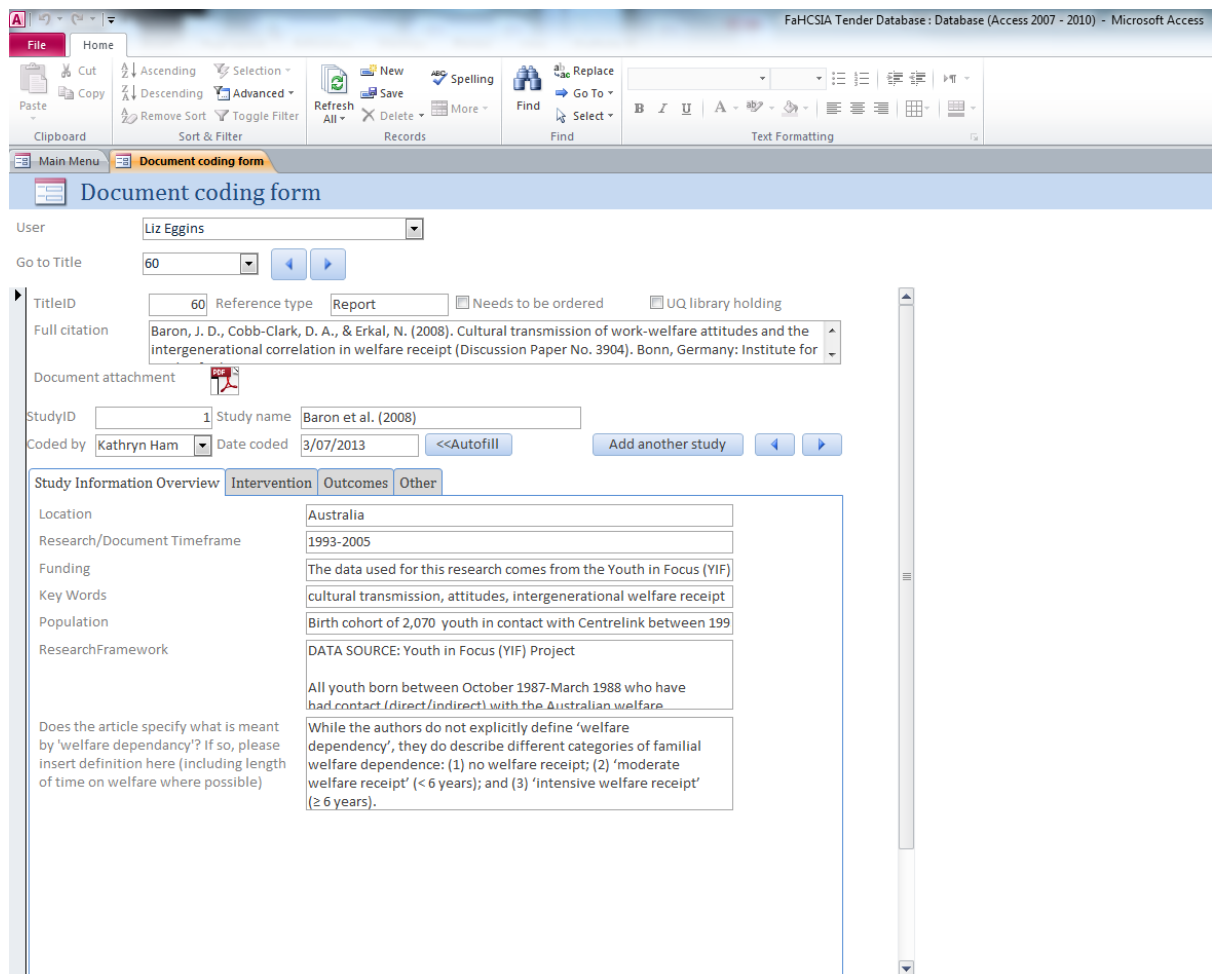 A
FaHCSIA Tender Database : Database (Access 2007 - 2010) - Microsoft Access
File Home
Paste Cut Copy
Clipboard
Ascending Descending Remove Sort Selection Advanced Toggle Filter
Sort & Filter
Refresh All New Save Delete Spelling More
Records
Find Replace Go To Select
Find
B I U A ab
Text Formatting
Main Menu Document coding form
Document coding form
User Liz Eggins
Go to Title 60
TitleID 60 Reference type Report Needs to be ordered UQ library holding
Full citation Baron, J. D., Cobb-Clark, D. A., & Erkal, N. (2008). Cultural transmission of work-welfare attitudes and the
intergenerational correlation in welfare receipt (Discussion Paper No. 3904). Bonn, Germany: Institute for
Document attachment PDF
StudyID 1 Study name Baron et al. (2008)
Coded by Kathryn Ham Date coded 3/07/2013 <<Autofill Add another study
Study Information Overview Intervention Outcomes Other
Location Australia
Research/Document Timeframe 1993-2005
Funding The data used for this research comes from the Youth in Focus (YIF)
Key Words cultural transmission, attitudes, intergenerational welfare receipt
Population Birth cohort of 2,070 youth in contact with Centrelink between 199
ResearchFramework DATA SOURCE: Youth in Focus (YIF) Project
All youth born between October 1987-March 1988 who have
had contact (direct/indirect) with the Australian welfare
Does the article specify what is meant
by 'welfare dependancy'? If so, please
insert definition here (including length
of time on welfare where possible)
While the authors do not explicitly define ‘welfare
dependency’, they do describe different categories of familial
welfare dependence: (1) no welfare receipt; (2) ‘moderate
welfare receipt’ (< 6 years); and (3) ‘intensive welfare receipt’
(≥ 6 years).